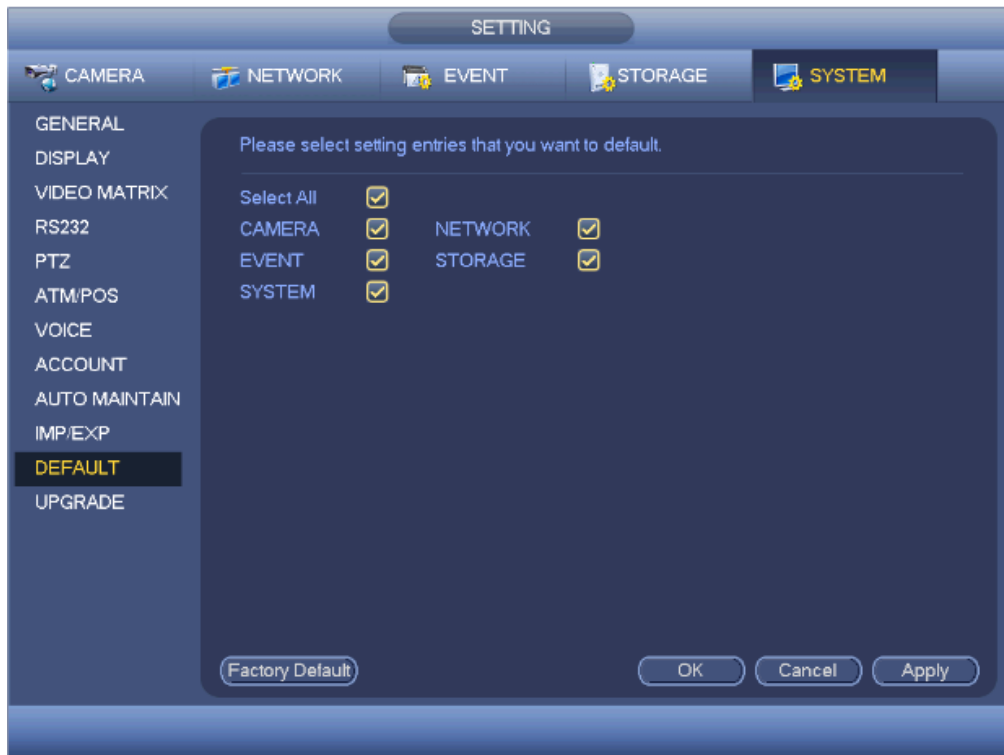 SETTING
CAMERA NETWORK EVENT STORAGE SYSTEM
GENERAL
DISPLAY
VIDEO MATRIX
RS232
PTZ
ATM/POS
VOICE
ACCOUNT
AUTO MAINTAIN
IMP/EXP
DEFAULT
UPGRADE
Please select setting entries that you want to default.
Select All
CAMERA NETWORK
EVENT STORAGE
SYSTEM
Factory Default OK Cancel Apply